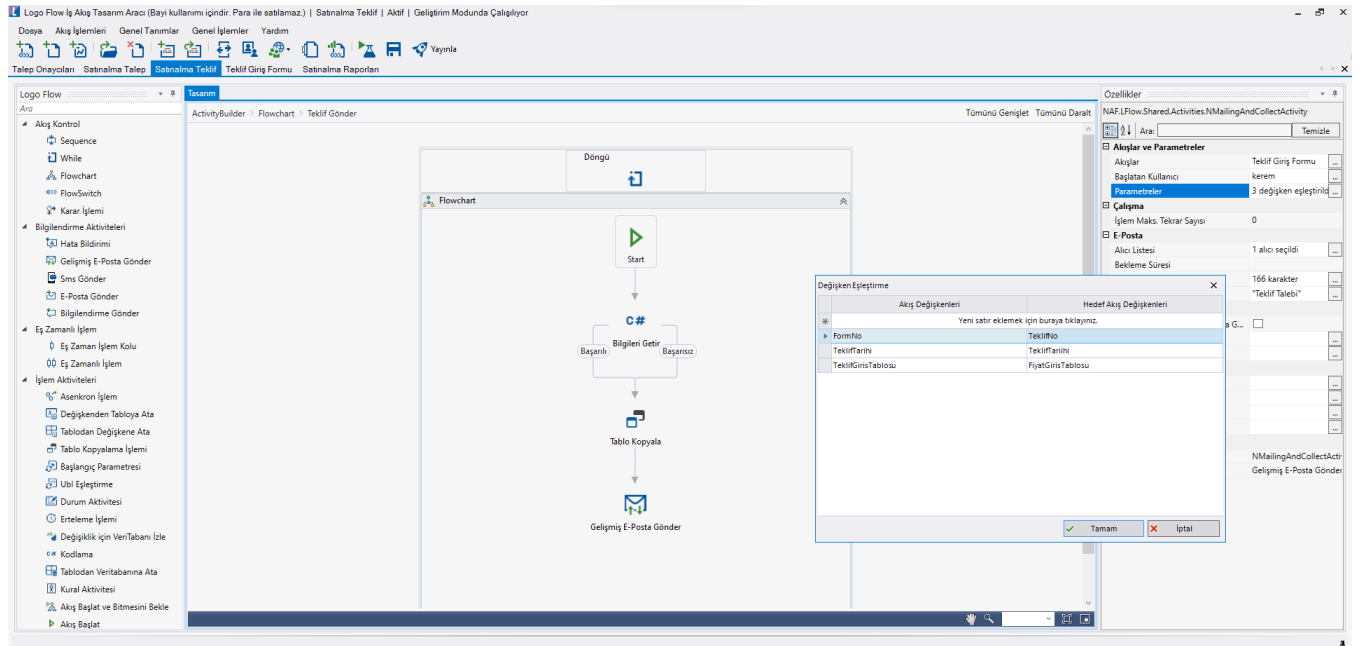 Logo Flow İş Akış Tasarım Aracı (Bayi kullanımı içindir. Para ile satılamaz.) | Satınalma Teklif | Aktif | Geliştirim Modunda Çalışılıyor
Dosya Akış İşlemleri Genel Tanımlar Genel İşlemler Yardım
Yayınla
Talep Onaycıları Satınalma Talep Satınalma Teklif Teklif Giriş Formu Satınalma Raporları
Logo Flow
Ara
Akış Kontrol
Sequence
While
Flowchart
FlowSwitch
Karar İşlemi
Bilgilendirme Aktiviteleri
Hata Bildirimi
Gelişmiş E-Posta Gönder
Sms Gönder
E-Posta Gönder
Bilgilendirme Gönder
Eş Zamanlı İşlem
Eş Zaman İşlem Kolu
Eş Zamanlı İşlem
İşlem Aktiviteleri
Asenkron İşlem
Değişkenden Tabloya Ata
Tablodan Değişkene Ata
Tablo Kopyalama İşlemi
Başlangıç Parametresi
Ubl Eşleştirme
Durum Aktivitesi
Erteleme İşlemi
Değişiklik için VeriTabanı İzle
C# Kodlama
Tablodan Veritabanına Ata
Kural Aktivitesi
Akış Başlat ve Bitmesini Bekle
Akış Başlat
Tasarım
ActivityBuilder > Flowchart > Teklif Gönder
Tümünü Genişlet Tümünü Daralt
Döngü
Flowchart
Start
C#
Bilgileri Getir
Başarılı Başarısız
Tablo Kopyala
Gelişmiş E-Posta Gönder
Özellikler
NAF.LFlow.Shared.Activities.NMailingAndCollectActivity
Ara: Temizle
Akışlar ve Parametreler
Akışlar Teklif Giriş Formu ...
Başlatan Kullanıcı kerem ...
Parametreler 3 değişken eşleştirild ...
Çalışma
İşlem Maks. Tekrar Sayısı 0
E-Posta
Alıcı Listesi 1 alıcı seçildi ...
Bekleme Süresi
166 karakter ...
"Teklif Talebi" ...
a G...
NMailingAndCollectActi
Gelişmiş E-Posta Gönder
Değişken Eşleştirme
Akış Değişkenleri Hedef Akış Değişkenleri
Yeni satır eklemek için buraya tıklayınız.
FormNo TeklifNo
TeklifTarihi TeklifTariihi
TeklifGirisTablosu FiyatGirisTablosu
Tamam İptal